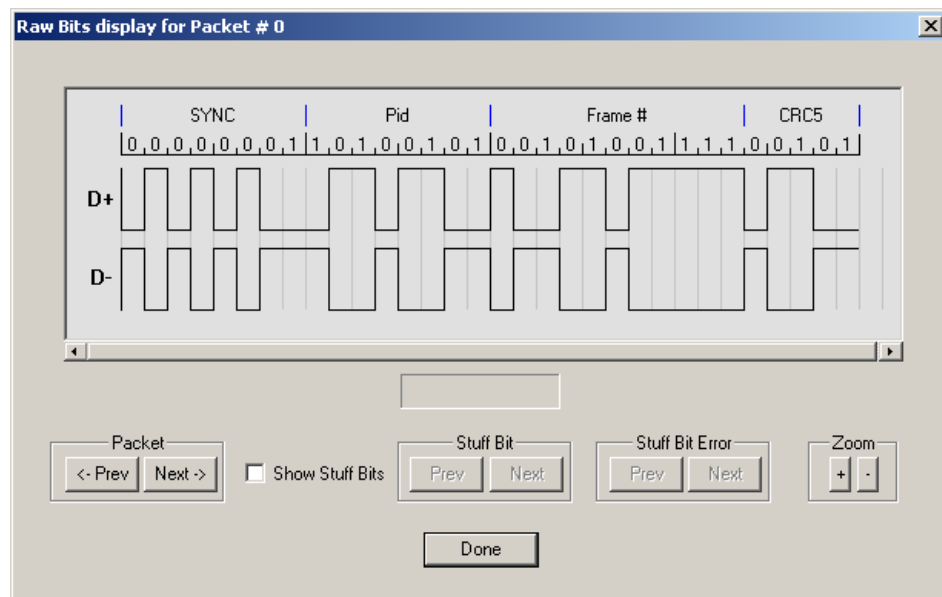 Raw Bits display for Packet # 0
SYNC Pid Frame # CRC5
0 0 0 0 0 0 0 1 1 0 1 0 0 1 0 1 0 0 1 0 1 0 0 1 1 1 1 0 0 1 0 1
D+
D-
Packet Stuff Bit Stuff Bit Error Zoom
<- Prev Next -> Show Stuff Bits Prev Next Prev Next + -
Done